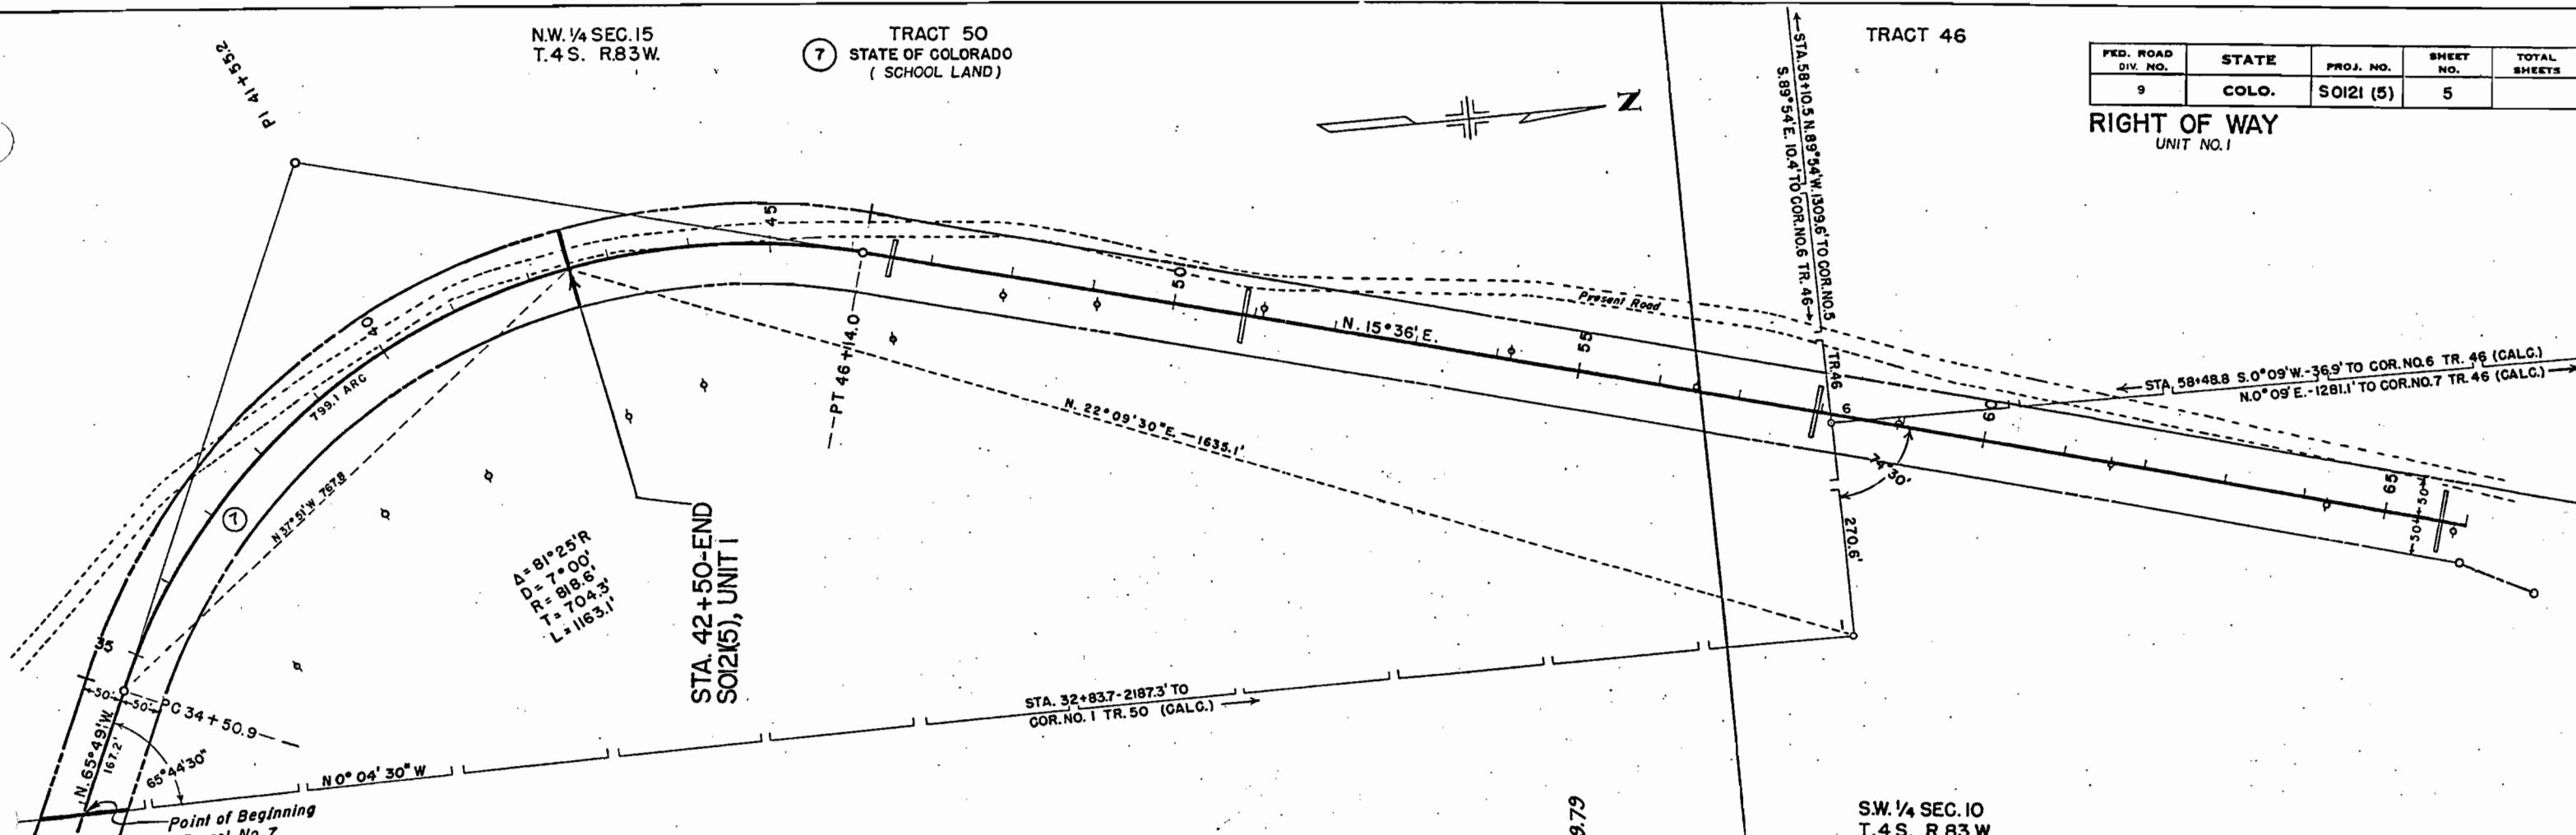 PI 41+55.2
N.W. 1/4 SEC. 15
T. 4 S. R. 83 W.
7
TRACT 50
STATE OF COLORADO
( SCHOOL LAND )
Z
STA. 58+10.5 N. 89°54' W. 1309.6' TO COR. NO. 5
S. 89°54' E. 10.4' TO COR. NO. 6 TR. 46
TRACT 46
FED. ROAD DIV. NO.
STATE
PROJ. NO.
SHEET NO.
TOTAL SHEETS
9
COLO.
S0121 (5)
5
RIGHT OF WAY
UNIT NO. 1
45
40
799.1 ARC
PT 46+14.0
50
N. 15°36' E.
Present Road
55
TR. 46
6
60
STA. 58+48.8 S. 0°09' W.-36.9' TO COR. NO. 6 TR. 46 (CALC.)
N. 0°09' E.-1281.1' TO COR. NO. 7 TR. 46 (CALC.)
N. 22°09'30" E.—1635.1'
74°30'
65
50
50
270.6'
N 37°51' W 767.8
7
Δ = 81°25' R
D = 7°00'
R = 818.6'
T = 704.3'
L = 1163.1'
STA. 42+50-END
S0121(5), UNIT 1
35
50
50
PC 34+50.9
N. 65°49' W.
167.2'
65°44'30"
N 0° 04' 30" W
STA. 32+83.7-2187.3' TO
COR. NO. 1 TR. 50 (CALC.)
1
Point of Beginning
No. 7
9.79
S.W. 1/4 SEC. 10
T. 4 S. R. 83 W.